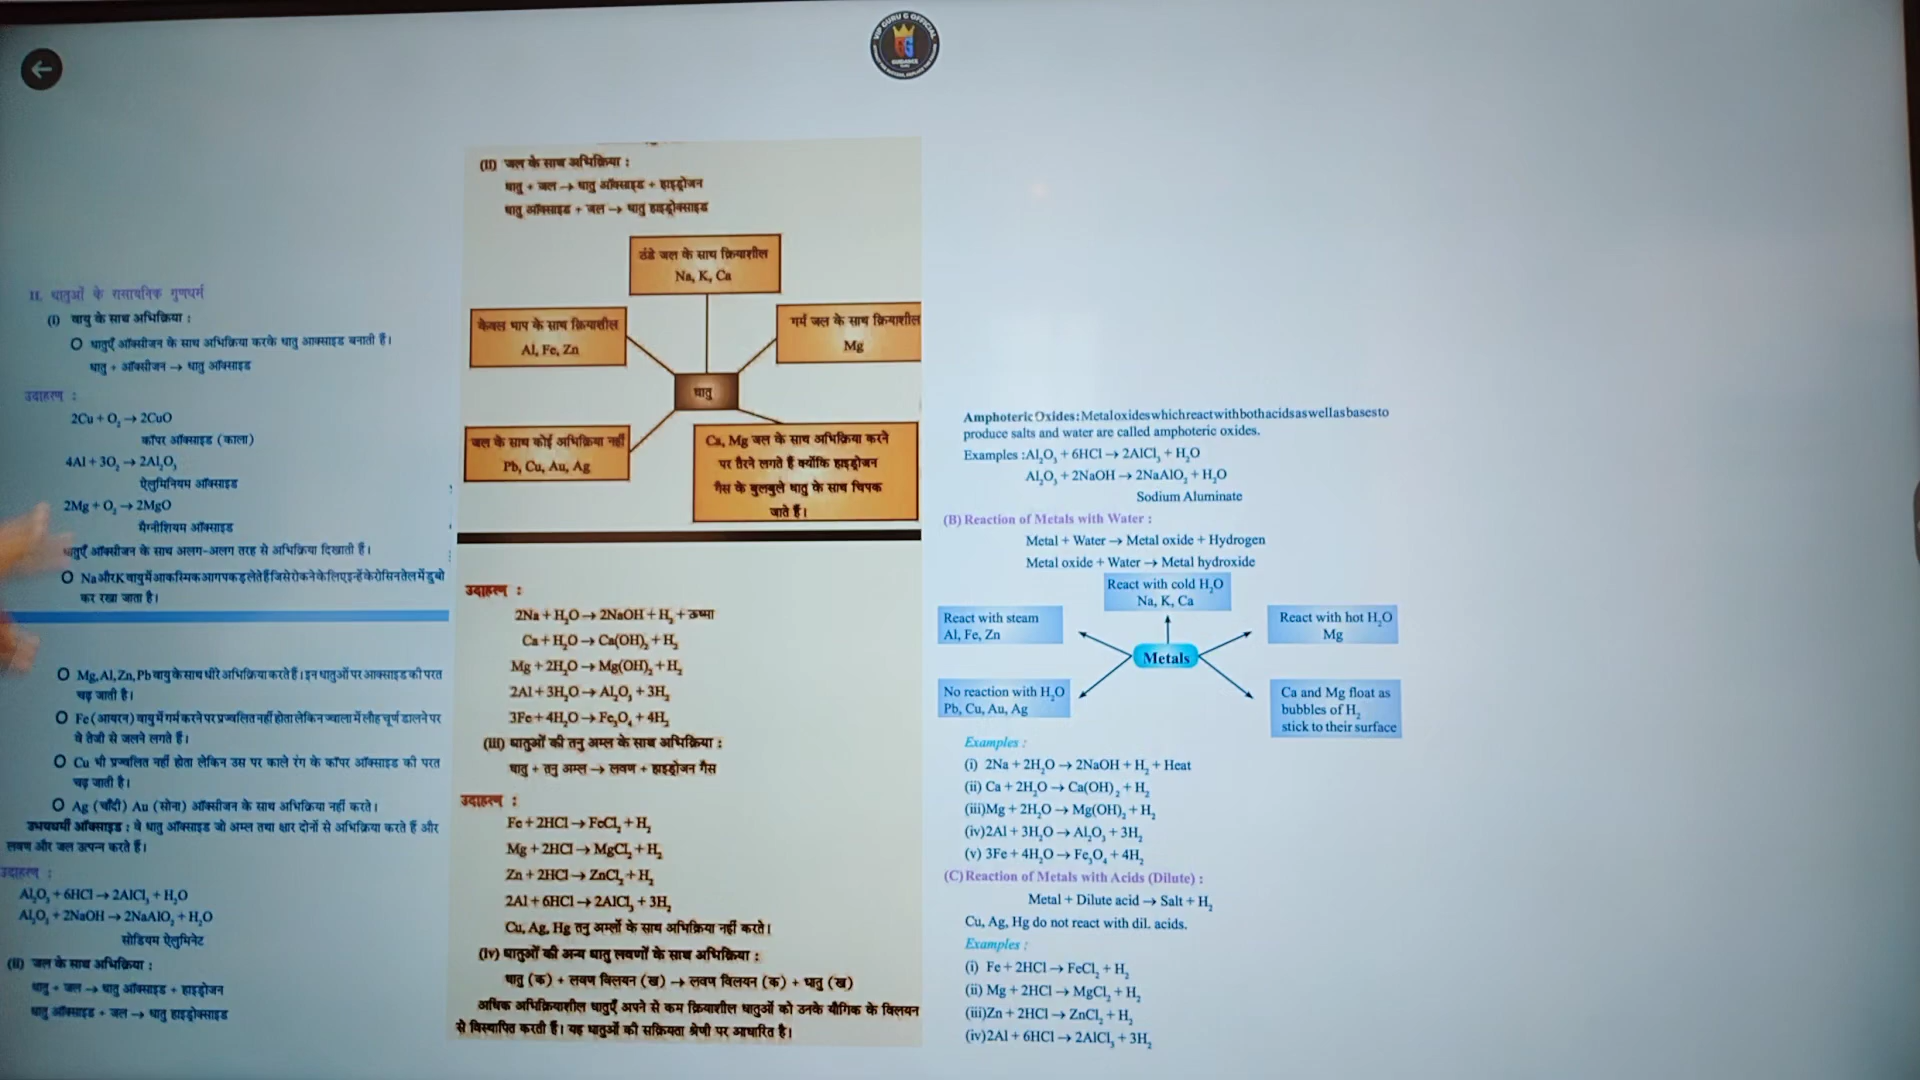 VIP GURU G OFFICIAL
GUIDANCE
II. धातुओं के रासायनिक गुणधर्म
(i) वायु के साथ अभिक्रिया :
धातुएँ ऑक्सीजन के साथ अभिक्रिया करके धातु आक्साइड बनाती हैं।
धातु + ऑक्सीजन → धातु ऑक्साइड
उदाहरण :
2Cu + O₂ → 2CuO
कॉपर ऑक्साइड (काला)
4Al + 3O₂ → 2Al₂O₃
ऐलुमिनियम ऑक्साइड
2Mg + O₂ → 2MgO
मैग्नीशियम ऑक्साइड
धातुएँ ऑक्सीजन के साथ अलग-अलग तरह से अभिक्रिया दिखाती हैं।
Na और K वायु में आकस्मिक आग पकड़ लेते हैं जिसे रोकने के लिए इन्हें केरोसिन तेल में डुबो
कर रखा जाता है।
Mg, Al, Zn, Pb वायु के साथ धीरे अभिक्रिया करते हैं। इन धातुओं पर आक्साइड की परत
चढ़ जाती है।
Fe (आयरन) वायु में गर्म करने पर प्रज्वलित नहीं होता लेकिन ज्वाला में लौह चूर्ण डालने पर
वे तेजी से जलने लगते हैं।
Cu भी प्रज्वलित नहीं होता लेकिन उस पर काले रंग के कॉपर ऑक्साइड की परत
चढ़ जाती है।
Ag (चाँदी) Au (सोना) ऑक्सीजन के साथ अभिक्रिया नहीं करते।
उभयधर्मी ऑक्साइड : वे धातु ऑक्साइड जो अम्ल तथा क्षार दोनों से अभिक्रिया करते हैं और
लवण और जल उत्पन्न करते हैं।
उदाहरण :
Al₂O₃ + 6HCl → 2AlCl₃ + H₂O
Al₂O₃ + 2NaOH → 2NaAlO₂ + H₂O
सोडियम ऐलुमिनेट
(ii) जल के साथ अभिक्रिया :
धातु + जल → धातु ऑक्साइड + हाइड्रोजन
धातु ऑक्साइड + जल → धातु हाइड्रोक्साइड
(II) जल के साथ अभिक्रिया :
धातु + जल → धातु ऑक्साइड + हाइड्रोजन
धातु ऑक्साइड + जल → धातु हाइड्रोक्साइड
ठंडे जल के साथ क्रियाशील
Na, K, Ca
केवल भाप के साथ क्रियाशील
Al, Fe, Zn
गर्म जल के साथ क्रियाशील
Mg
धातु
जल के साथ कोई अभिक्रिया नहीं
Pb, Cu, Au, Ag
Ca, Mg जल के साथ अभिक्रिया करने
पर तैरने लगते हैं क्योंकि हाइड्रोजन
गैस के बुलबुले धातु के साथ चिपक
जाते हैं।
उदाहरण :
2Na + H₂O → 2NaOH + H₂ + ऊष्मा
Ca + H₂O → Ca(OH)₂ + H₂
Mg + 2H₂O → Mg(OH)₂ + H₂
2Al + 3H₂O → Al₂O₃ + 3H₂
3Fe + 4H₂O → Fe₃O₄ + 4H₂
(iii) धातुओं की तनु अम्ल के साथ अभिक्रिया :
धातु + तनु अम्ल → लवण + हाइड्रोजन गैस
उदाहरण :
Fe + 2HCl → FeCl₂ + H₂
Mg + 2HCl → MgCl₂ + H₂
Zn + 2HCl → ZnCl₂ + H₂
2Al + 6HCl → 2AlCl₃ + 3H₂
Cu, Ag, Hg तनु अम्लों के साथ अभिक्रिया नहीं करते।
(iv) धातुओं की अन्य धातु लवणों के साथ अभिक्रिया :
धातु (क) + लवण विलयन (ख) → लवण विलयन (क) + धातु (ख)
अधिक अभिक्रियाशील धातुएँ अपने से कम क्रियाशील धातुओं को उनके यौगिक के विलयन
से विस्थापित करती हैं। यह धातुओं की सक्रियता श्रेणी पर आधारित है।
Amphoteric Oxides : Metal oxides which react with both acids as well as bases to
produce salts and water are called amphoteric oxides.
Examples : Al₂O₃ + 6HCl → 2AlCl₃ + H₂O
Al₂O₃ + 2NaOH → 2NaAlO₂ + H₂O
Sodium Aluminate
(B) Reaction of Metals with Water :
Metal + Water → Metal oxide + Hydrogen
Metal oxide + Water → Metal hydroxide
React with cold H₂O
Na, K, Ca
React with steam
Al, Fe, Zn
React with hot H₂O
Mg
Metals
No reaction with H₂O
Pb, Cu, Au, Ag
Ca and Mg float as
bubbles of H₂
stick to their surface
Examples :
(i) 2Na + 2H₂O → 2NaOH + H₂ + Heat
(ii) Ca + 2H₂O → Ca(OH)₂ + H₂
(iii) Mg + 2H₂O → Mg(OH)₂ + H₂
(iv) 2Al + 3H₂O → Al₂O₃ + 3H₂
(v) 3Fe + 4H₂O → Fe₃O₄ + 4H₂
(C) Reaction of Metals with Acids (Dilute) :
Metal + Dilute acid → Salt + H₂
Cu, Ag, Hg do not react with dil. acids.
Examples :
(i) Fe + 2HCl → FeCl₂ + H₂
(ii) Mg + 2HCl → MgCl₂ + H₂
(iii) Zn + 2HCl → ZnCl₂ + H₂
(iv) 2Al + 6HCl → 2AlCl₃ + 3H₂